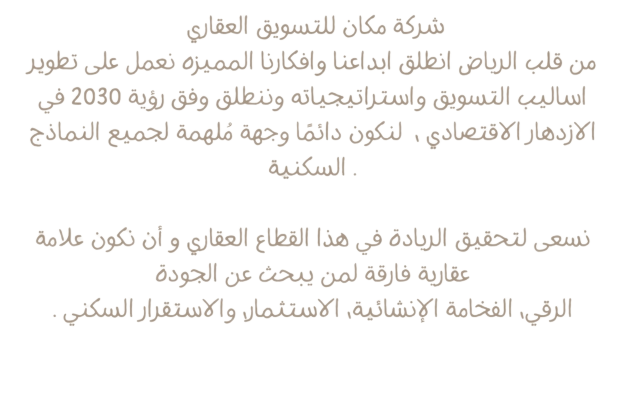 شركة مكان للتسويق العقاري
من قلب الرياض انطلق ابداعنا وافكارنا المميزه نعمل على تطوير
اساليب التسويق واستراتيجياته وننطلق وفق رؤية 2030 في
الازدهار الاقتصادي ، لنكون دائمًا وجهة مُلهمة لجميع النماذج
السكنية .
نسعى لتحقيق الريادة في هذا القطاع العقاري و أن نكون علامة
عقارية فارقة لمن يبحث عن الجودة
الرقي، الفخامة الإنشائية، الاستثمار، والاستقرار السكني .